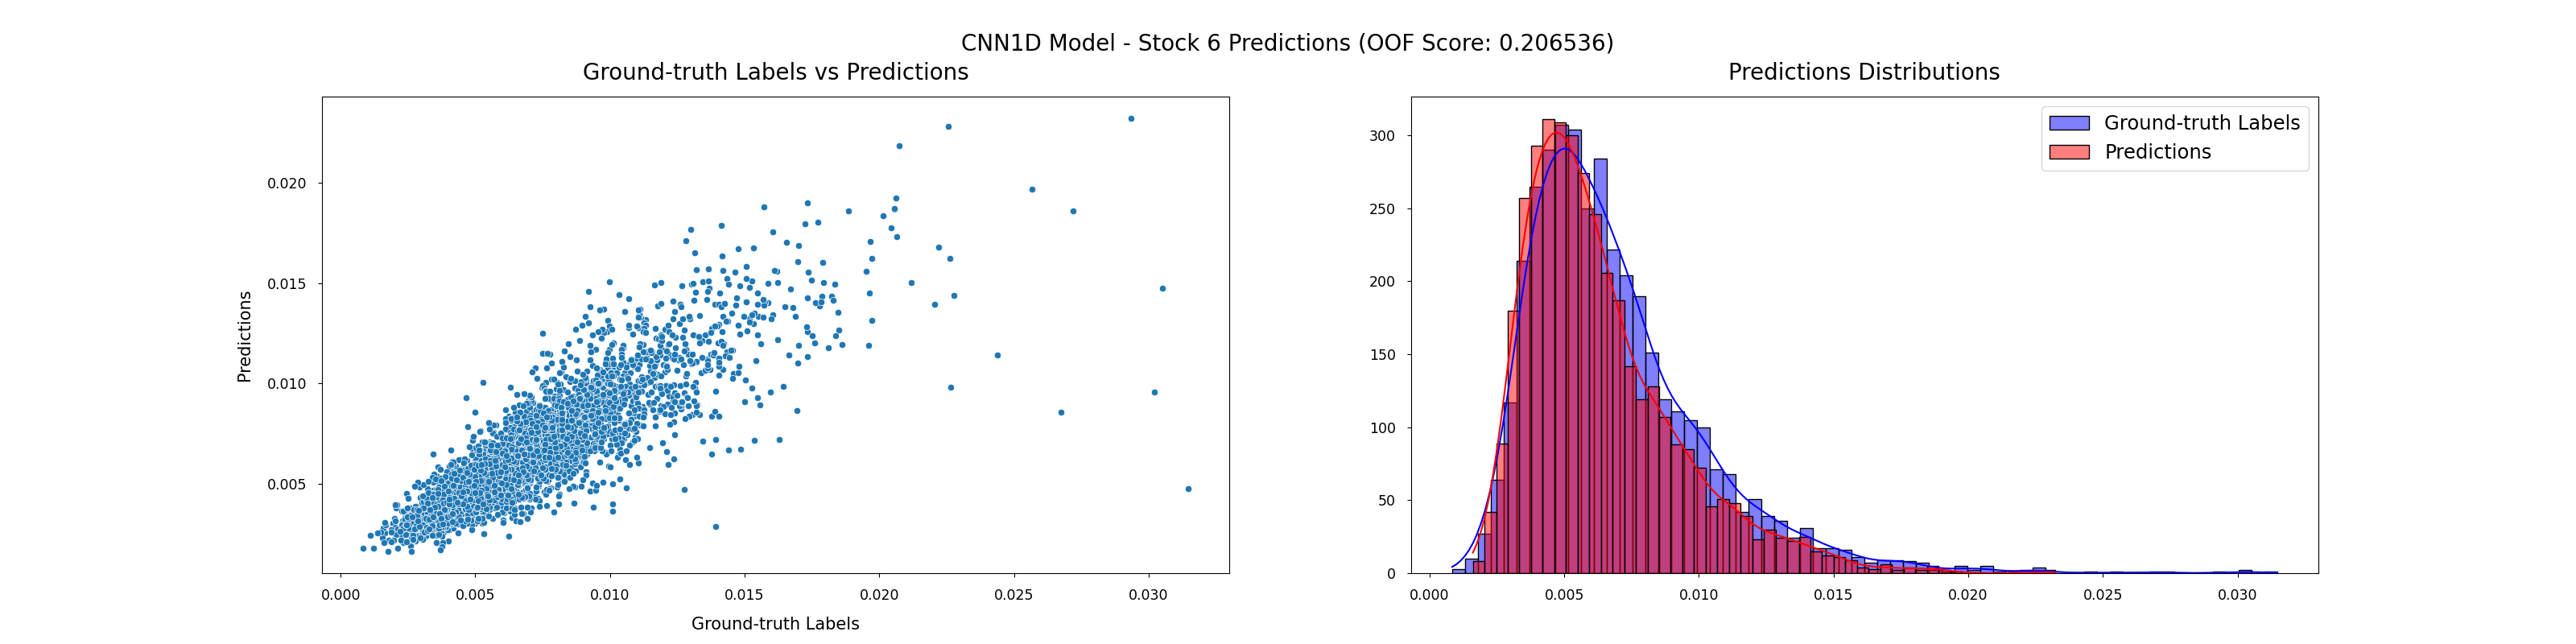 CNN1D Model - Stock 6 Predictions (OOF Score: 0.206536)
Ground-truth Labels vs Predictions
Predictions
0.020
0.015
0.010
0.005
0.000 0.005 0.010 0.015 0.020 0.025 0.030
Ground-truth Labels
Predictions Distributions
Ground-truth Labels
Predictions
300
250
200
150
100
50
0
0.000 0.005 0.010 0.015 0.020 0.025 0.030